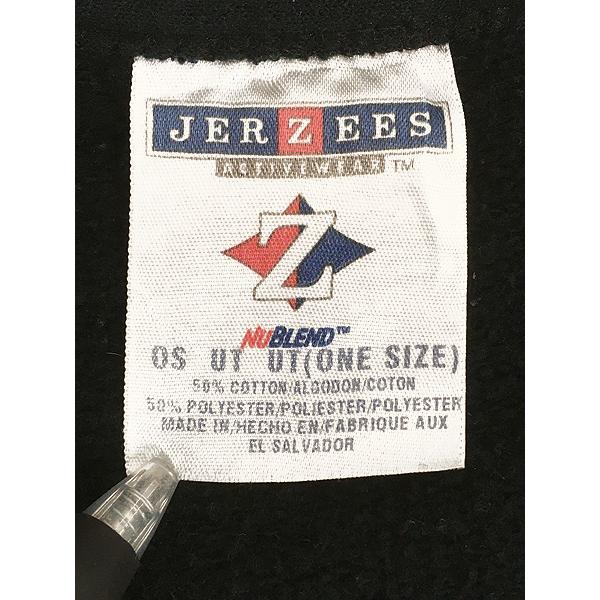 JERZEES
TM
Z
NUBLEND™
OS UT UT(ONE SIZE)
50% COTTON/ALGODON/COTON
50% POLYESTER/POLIESTER/POLYESTER
MADE IN/HECHO EN/FABRIQUE AUX
EL SALVADOR